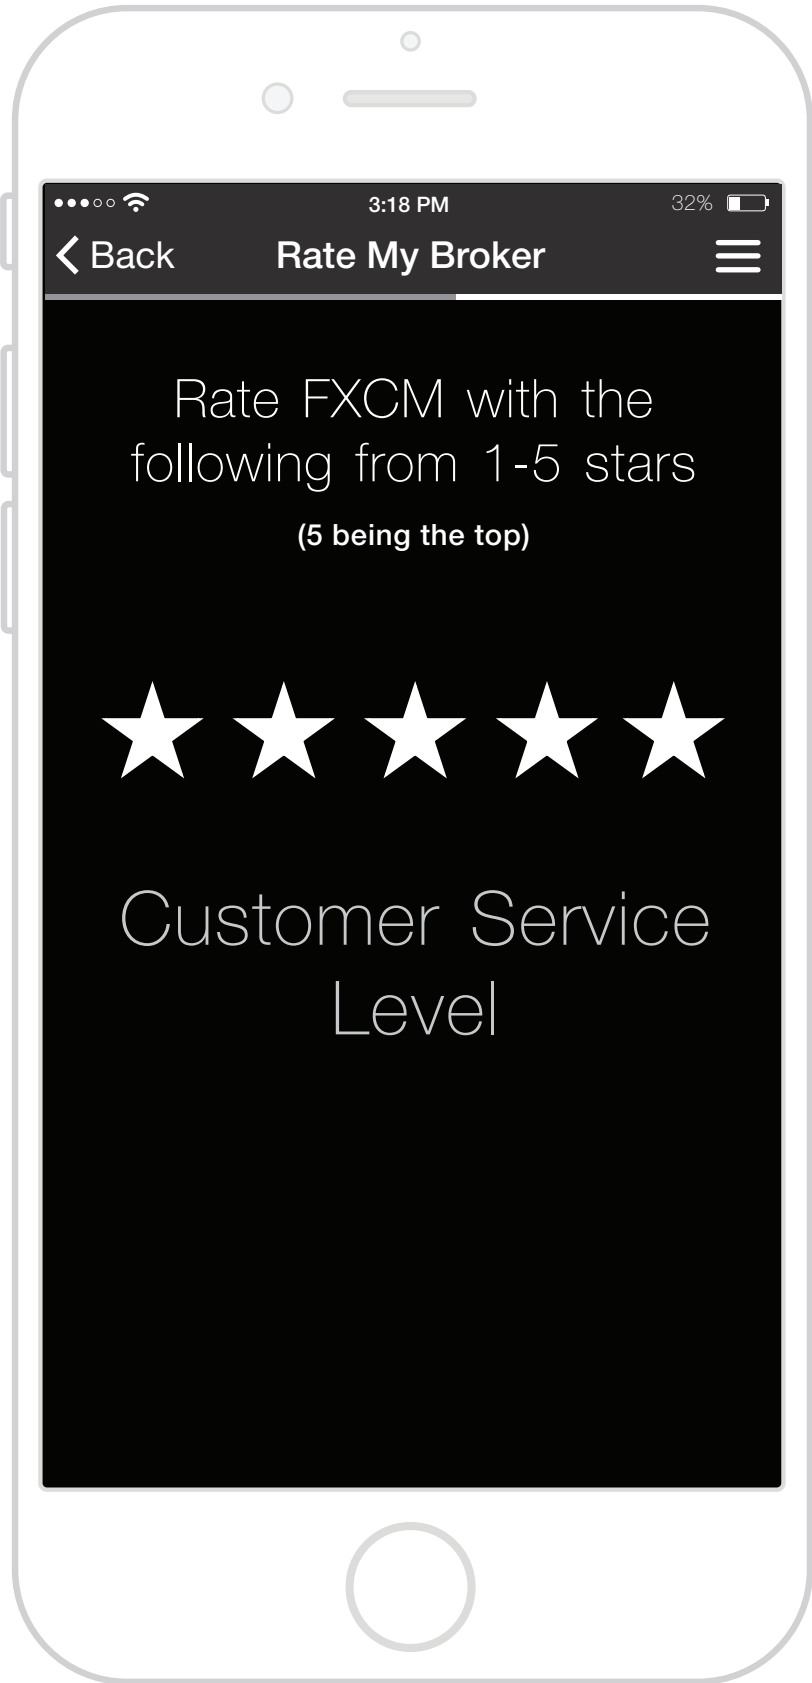 3:18 PM 32%
Back Rate My Broker
Rate FXCM with the
following from 1-5 stars
(5 being the top)
Customer Service
Level